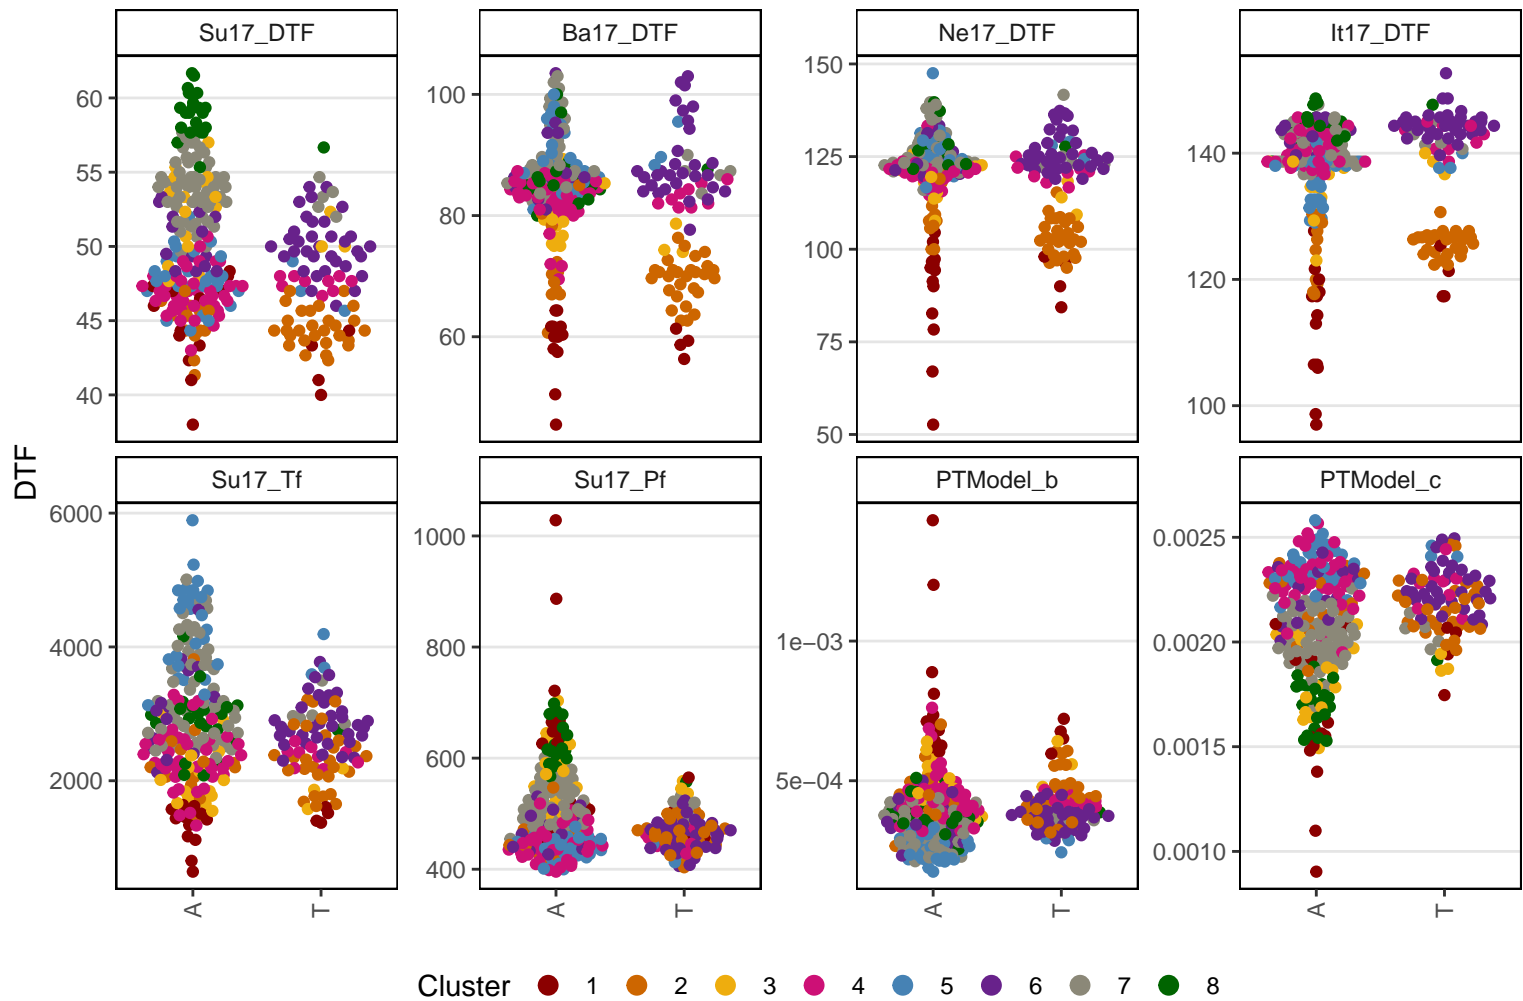 Su17_DTF
Ba17_DTF
Ne17_DTF
It17_DTF
60
55
50
45
40
100
80
60
150
125
100
75
50
140
120
100
DTF
Su17_Tf
Su17_Pf
PTModel_b
PTModel_c
6000
4000
2000
1000
800
600
400
1e−03
5e−04
0.0025
0.0020
0.0015
0.0010
A
T
A
T
A
T
A
T
Cluster 1 2 3 4 5 6 7 8